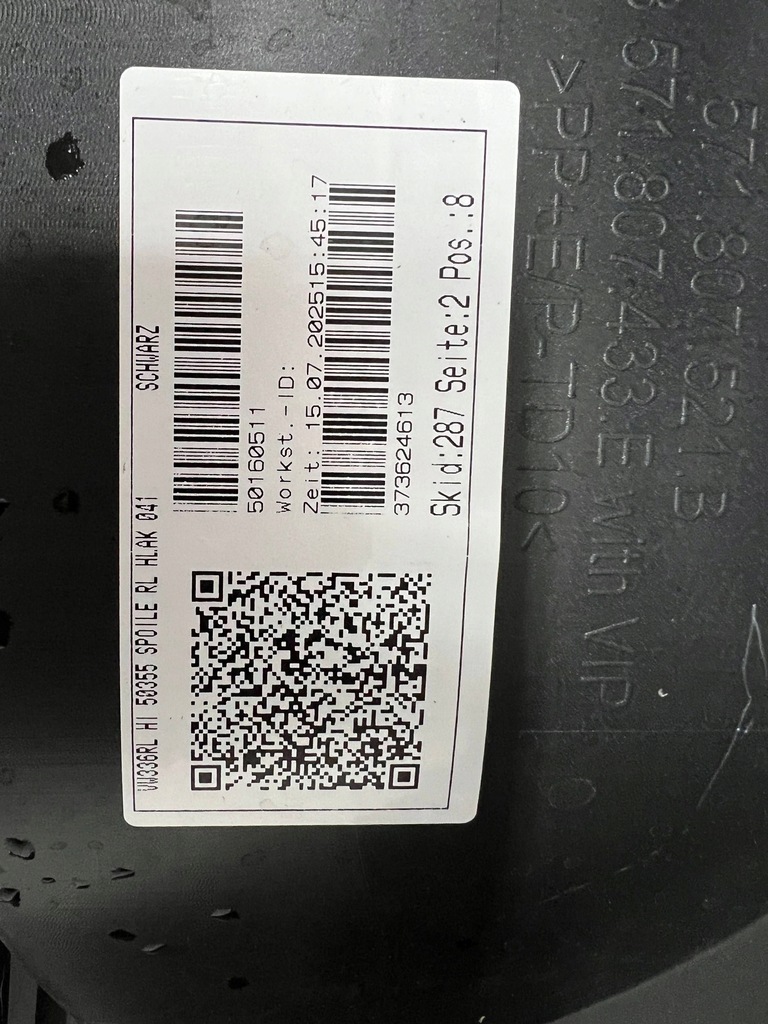 VW336RL HI 50355 SPOILE RL HLAK 041 SCHWARZ
50160511
Workst.-ID:
Zeit: 15.07.202515:45:17
373624613
Skid:287 Seite:2 Pos.:8
>PP+E/P-TD10<
571.807.433.E with VIP
571.807.521.B